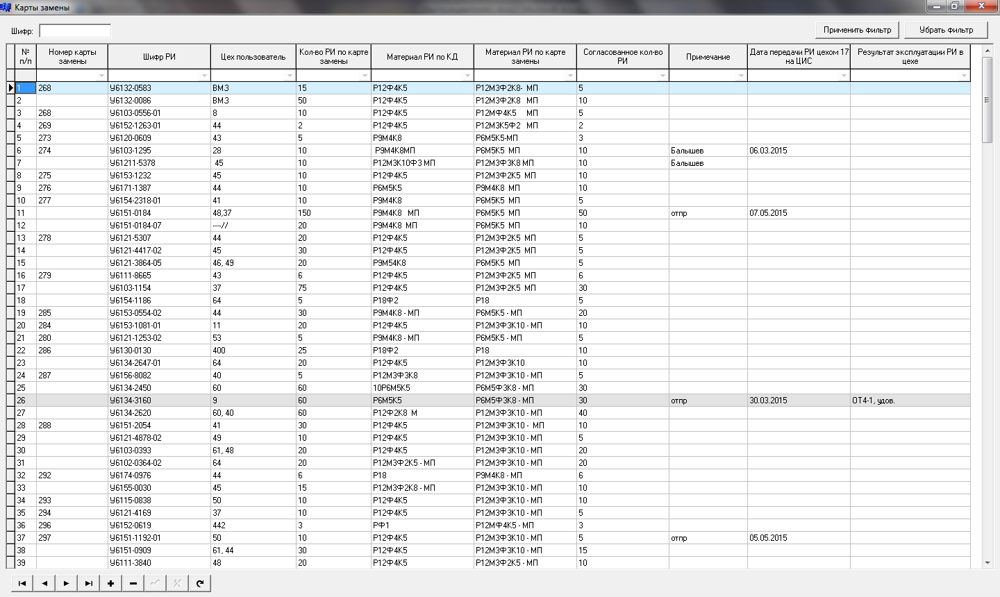 Карты замены
Шифр:
Применить фильтр Убрать фильтр
№ п/п Номер карты замены Шифр РИ Цех пользователь Кол-во РИ по карте замены Материал РИ по КД Материал РИ по карте замены Согласованное кол-во РИ Примечание Дата передачи РИ цехом 17 на ЦИС Результат эксплуатации РИ в цехе
1 268 У6132-0583 ВМЗ 15 Р12Ф4К5 Р12М3Ф2К8- МП 5
2 У6132-0086 ВМЗ 50 Р12Ф4К5 Р12М3Ф2К8 МП 10
3 268 У6103-0556-01 8 10 Р12Ф4К5 Р12МФ4К5 МП 5
4 269 У6152-1263-01 44 2 Р12Ф4К5 Р12М3К5Ф2 МП 2
5 273 У6120-0609 43 5 Р9М4К8 Р6М5К5-МП 3
6 274 У6103-1295 28 10 Р9М4К8МП Р6М5К5 МП 10 Балышев 06.03.2015
7 У61211-5378 45 10 Р12М3К10Ф3 МП Р12М3Ф3К8 МП 10 Балышев
8 275 У6153-1232 45 10 Р12Ф4К5 Р12М3Ф2К5 МП 10
9 276 У6171-1387 44 10 Р6М5К5 Р9М4К8 МП 10
10 277 У6154-2318-01 41 10 Р9М4К8 Р6М5К5 МП 5
11 У6151-0184 48,37 150 Р9М4К8 МП Р6М5К5 МП 50 отпр 07.05.2015
12 У6151-0184-07 ----// 20 Р9М4К8 МП Р6М5К5 МП 10
13 278 У6121-5307 44 20 Р12Ф4К5 Р12М3Ф2К5 МП 5
14 У6121-4417-02 45 30 Р12Ф4К5 Р12М3Ф2К5 МП 5
15 У6121-3864-05 46, 49 20 Р9М54К8 Р6М5К5 МП 5
16 279 У6111-8665 43 6 Р12Ф4К5 Р12М3Ф2К5 МП 6
17 У6103-1154 37 75 Р12Ф4К5 Р12М3Ф2К5 МП 30
18 У6154-1186 64 5 Р18Ф2 Р18 5
19 285 У6153-0554-02 44 30 Р9М4К8 - МП Р6М5К5 - МП 20
20 284 У6153-1081-01 11 20 Р12Ф4К5 Р12М3Ф3К10 - МП 10
21 280 У6121-1253-02 53 5 Р9М4К8 - МП Р6М5К5 - МП 5
22 286 У6130-0130 400 25 Р18Ф2 Р18 10
23 У6134-2647-01 64 20 Р12Ф4К5 Р12М3Ф3К10 10
24 287 У6156-8082 40 5 Р12М3Ф3К8 Р12М3Ф3К10 - МП 5
25 У6134-2450 60 60 10Р6М5К5 Р6М5Ф3К8 - МП 30
26 У6134-3160 9 60 Р6М5К5 Р6М5Ф3К8 - МП 30 отпр 30.03.2015 ОТ4-1, удов.
27 У6134-2620 60, 40 60 Р12Ф2К8 М Р12М3Ф3К10 - МП 40
28 288 У6151-2054 41 30 Р12Ф4К5 Р12М3Ф3К10 - МП 10
29 У6121-4878-02 49 10 Р12Ф4К5 Р12М3Ф3К10 - МП 5
30 У6103-0393 61, 48 20 Р12Ф4К5 Р12М3Ф3К10 - МП 20
31 У6102-0364-02 64 20 Р12М3Ф2К5 - МП Р12М3Ф3К10 - МП 20
32 292 У6174-0976 44 6 Р18 Р9М4К8 - МП 6
33 У6155-0030 45 15 Р12М3Ф2К8 - МП Р12М3Ф3К10 - МП 10
34 293 У6115-0838 50 10 Р12Ф4К5 Р12М3Ф3К10 - МП 10
35 294 У6121-4169 37 10 Р12Ф4К5 Р12М3Ф3К10 - МП 5
36 296 У6152-0619 442 3 РФ1 Р12МФ4К5 - МП 3
37 297 У6151-1192-01 50 10 Р12Ф4К5 Р12М3Ф3К10 - МП 5 отпр 05.05.2015
38 У6151-0909 61, 44 30 Р12Ф4К5 Р12М3Ф3К10 - МП 15
39 У6111-3840 48 20 Р12Ф4К5 Р12М3Ф2К5 - МП 10